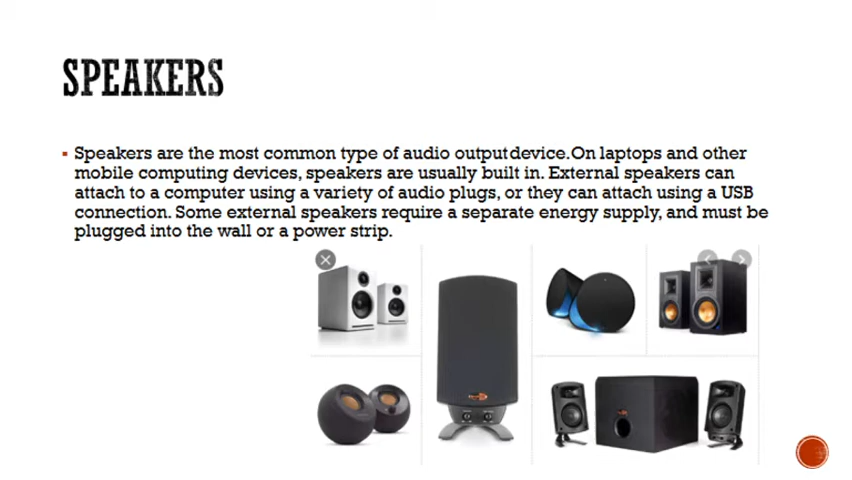 SPEAKERS
▪ Speakers are the most common type of audio output device. On laptops and other
mobile computing devices, speakers are usually built in. External speakers can
attach to a computer using a variety of audio plugs, or they can attach using a USB
connection. Some external speakers require a separate energy supply, and must be
plugged into the wall or a power strip.